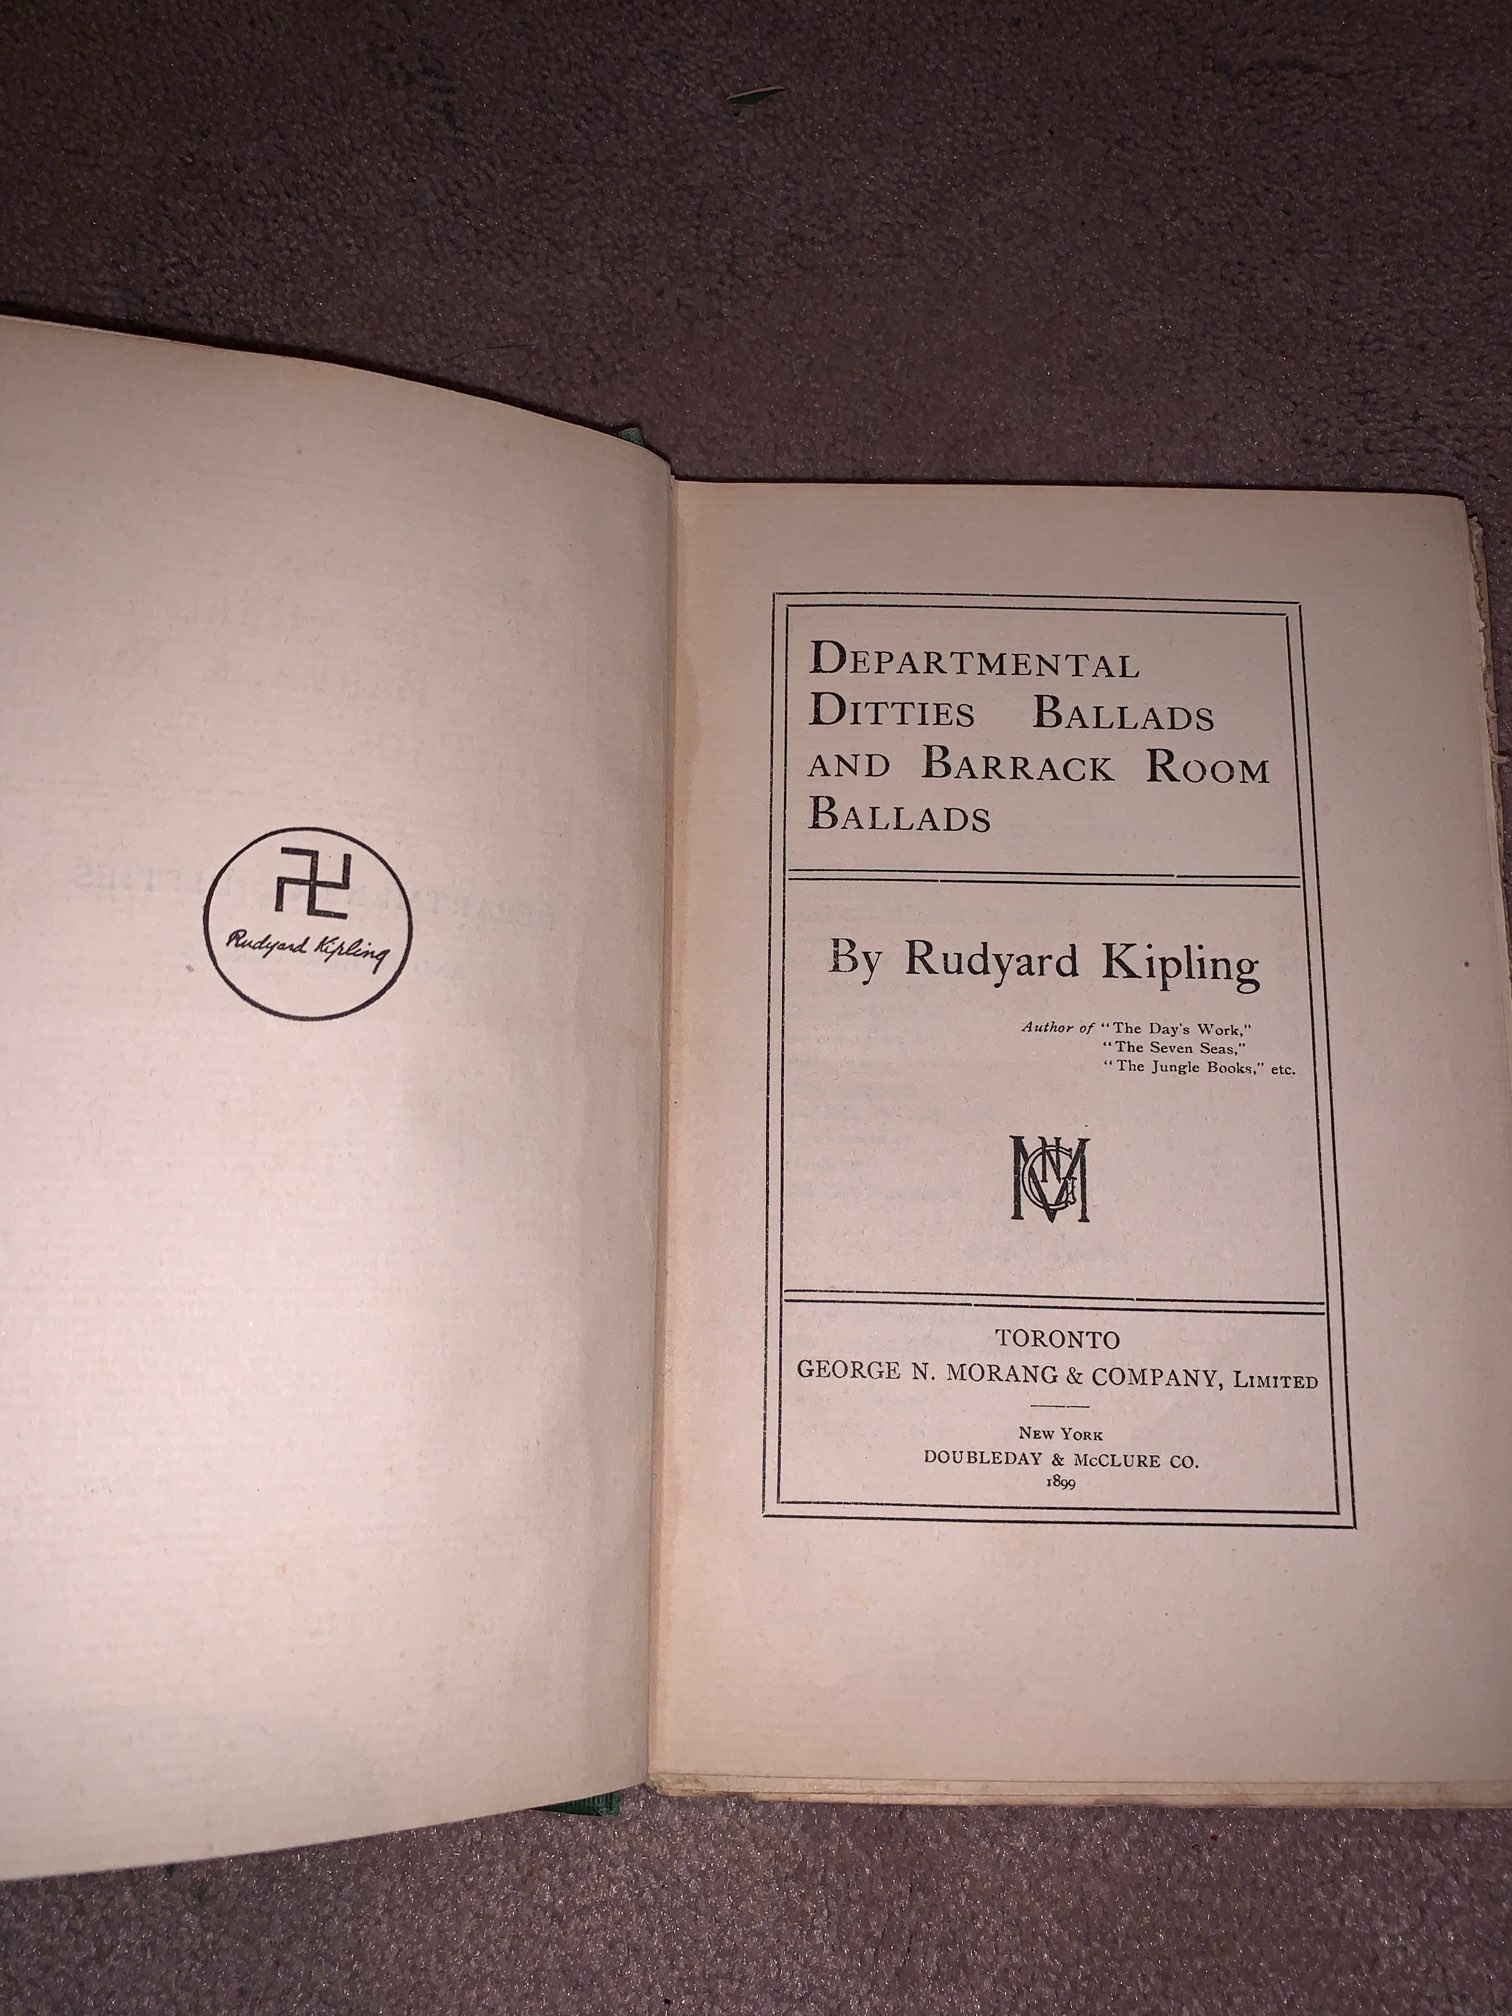 Rudyard Kipling
DEPARTMENTAL
DITTIES BALLADS
AND BARRACK ROOM
BALLADS
By Rudyard Kipling
Author of "The Day's Work,"
"The Seven Seas,"
"The Jungle Books," etc.
MNG
TORONTO
GEORGE N. MORANG & COMPANY, LIMITED
NEW YORK
DOUBLEDAY & McCLURE CO.
1899